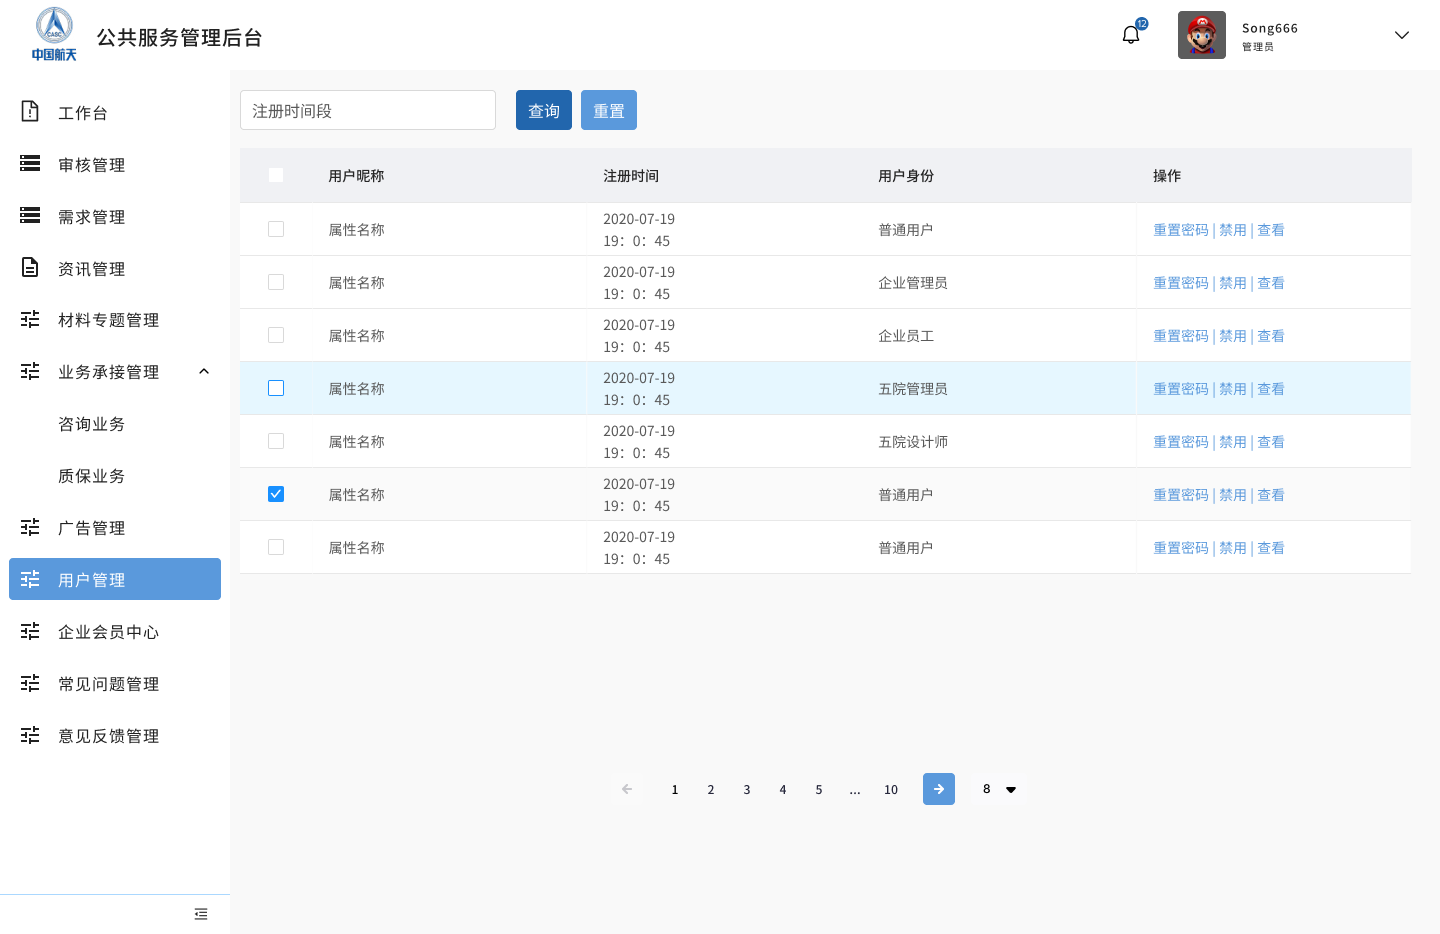 CASC
中国航天
公共服务管理后台
12
Song666
管理员
工作台
审核管理
需求管理
资讯管理
材料专题管理
业务承接管理
咨询业务
质保业务
广告管理
用户管理
企业会员中心
常见问题管理
意见反馈管理
注册时间段
查询
重置
用户昵称 注册时间 用户身份 操作
属性名称 2020-07-19 普通用户 重置密码 | 禁用 | 查看
19：0：45
属性名称 2020-07-19 企业管理员 重置密码 | 禁用 | 查看
19：0：45
属性名称 2020-07-19 企业员工 重置密码 | 禁用 | 查看
19：0：45
属性名称 2020-07-19 五院管理员 重置密码 | 禁用 | 查看
19：0：45
属性名称 2020-07-19 五院设计师 重置密码 | 禁用 | 查看
19：0：45
属性名称 2020-07-19 普通用户 重置密码 | 禁用 | 查看
19：0：45
属性名称 2020-07-19 普通用户 重置密码 | 禁用 | 查看
19：0：45
1 2 3 4 5 ... 10 8